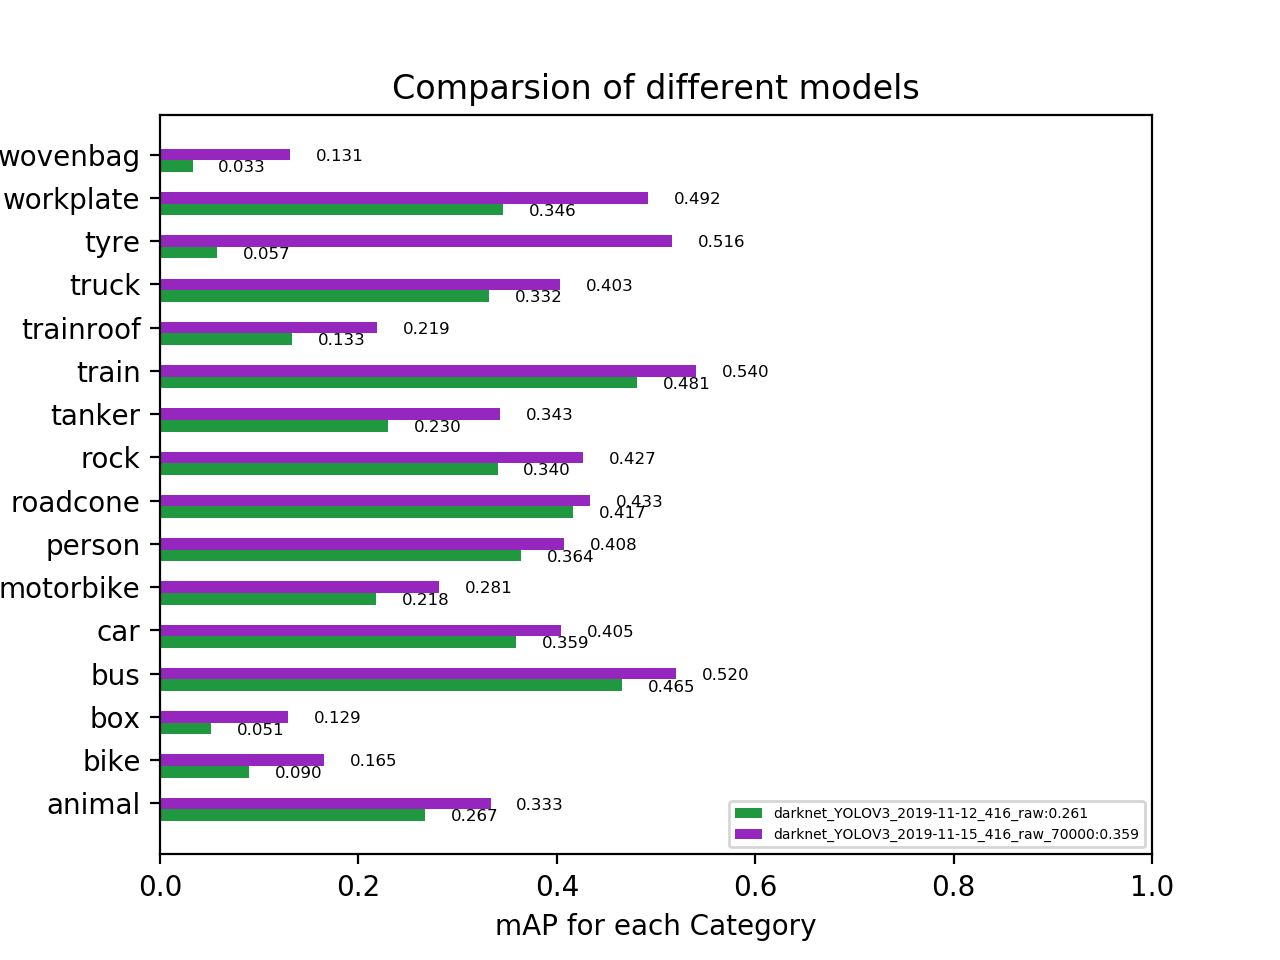 Comparsion of different models
wovenbag
0.131
0.033
workplate
0.492
0.346
tyre
0.516
0.057
truck
0.403
0.332
trainroof
0.219
0.133
train
0.540
0.481
tanker
0.343
0.230
rock
0.427
0.340
roadcone
0.433
0.417
person
0.408
0.364
motorbike
0.281
0.218
car
0.405
0.359
bus
0.520
0.465
box
0.129
0.051
bike
0.165
0.090
animal
0.333
0.267
darknet_YOLOV3_2019-11-12_416_raw:0.261
darknet_YOLOV3_2019-11-15_416_raw_70000:0.359
0.0 0.2 0.4 0.6 0.8 1.0
mAP for each Category